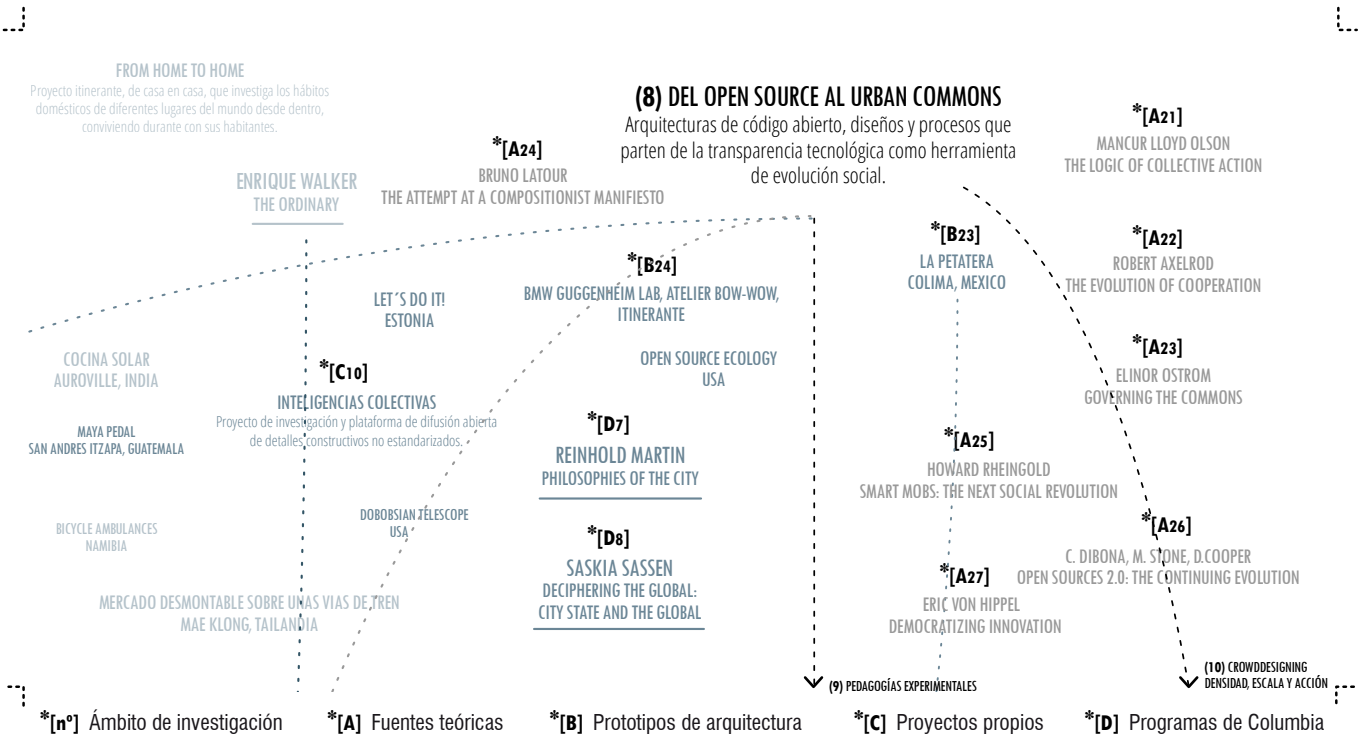 FROM HOME TO HOME
Proyecto itinerante, de casa en casa, que investiga los hábitos
domésticos de diferentes lugares del mundo desde dentro,
conviviendo durante con sus habitantes.
ENRIQUE WALKER
THE ORDINARY
*[A24]
BRUNO LATOUR
THE ATTEMPT AT A COMPOSITIONIST MANIFIESTO
(8) DEL OPEN SOURCE AL URBAN COMMONS
Arquitecturas de código abierto, diseños y procesos que
parten de la transparencia tecnológica como herramienta
de evolución social.
*[A21]
MANCUR LLOYD OLSON
THE LOGIC OF COLLECTIVE ACTION
*[B24]
BMW GUGGENHEIM LAB, ATELIER BOW-WOW,
ITINERANTE
*[B23]
LA PETATERA
COLIMA, MEXICO
*[A22]
ROBERT AXELROD
THE EVOLUTION OF COOPERATION
LET´S DO IT!
ESTONIA
OPEN SOURCE ECOLOGY
USA
*[A23]
ELINOR OSTROM
GOVERNING THE COMMONS
COCINA SOLAR
AUROVILLE, INDIA
*[C10]
INTELIGENCIAS COLECTIVAS
Proyecto de investigación y plataforma de difusión abierta
de detalles constructivos no estandarizados.
MAYA PEDAL
SAN ANDRES ITZAPA, GUATEMALA
*[D7]
REINHOLD MARTIN
PHILOSOPHIES OF THE CITY
*[A25]
HOWARD RHEINGOLD
SMART MOBS: THE NEXT SOCIAL REVOLUTION
BICYCLE AMBULANCES
NAMIBIA
DOBOBSIAN TELESCOPE
USA
*[D8]
SASKIA SASSEN
DECIPHERING THE GLOBAL:
CITY STATE AND THE GLOBAL
*[A26]
C. DIBONA, M. STONE, D.COOPER
OPEN SOURCES 2.0: THE CONTINUING EVOLUTION
*[A27]
ERIC VON HIPPEL
DEMOCRATIZING INNOVATION
MERCADO DESMONTABLE SOBRE UNAS VIAS DE TREN
MAE KLONG, TAILANDIA
(9) PEDAGOGÍAS EXPERIMENTALES
(10) CROWDDESIGNING
DENSIDAD, ESCALA Y ACCIÓN
*[nº] Ámbito de investigación
*[A] Fuentes teóricas
*[B] Prototipos de arquitectura
*[C] Proyectos propios
*[D] Programas de Columbia